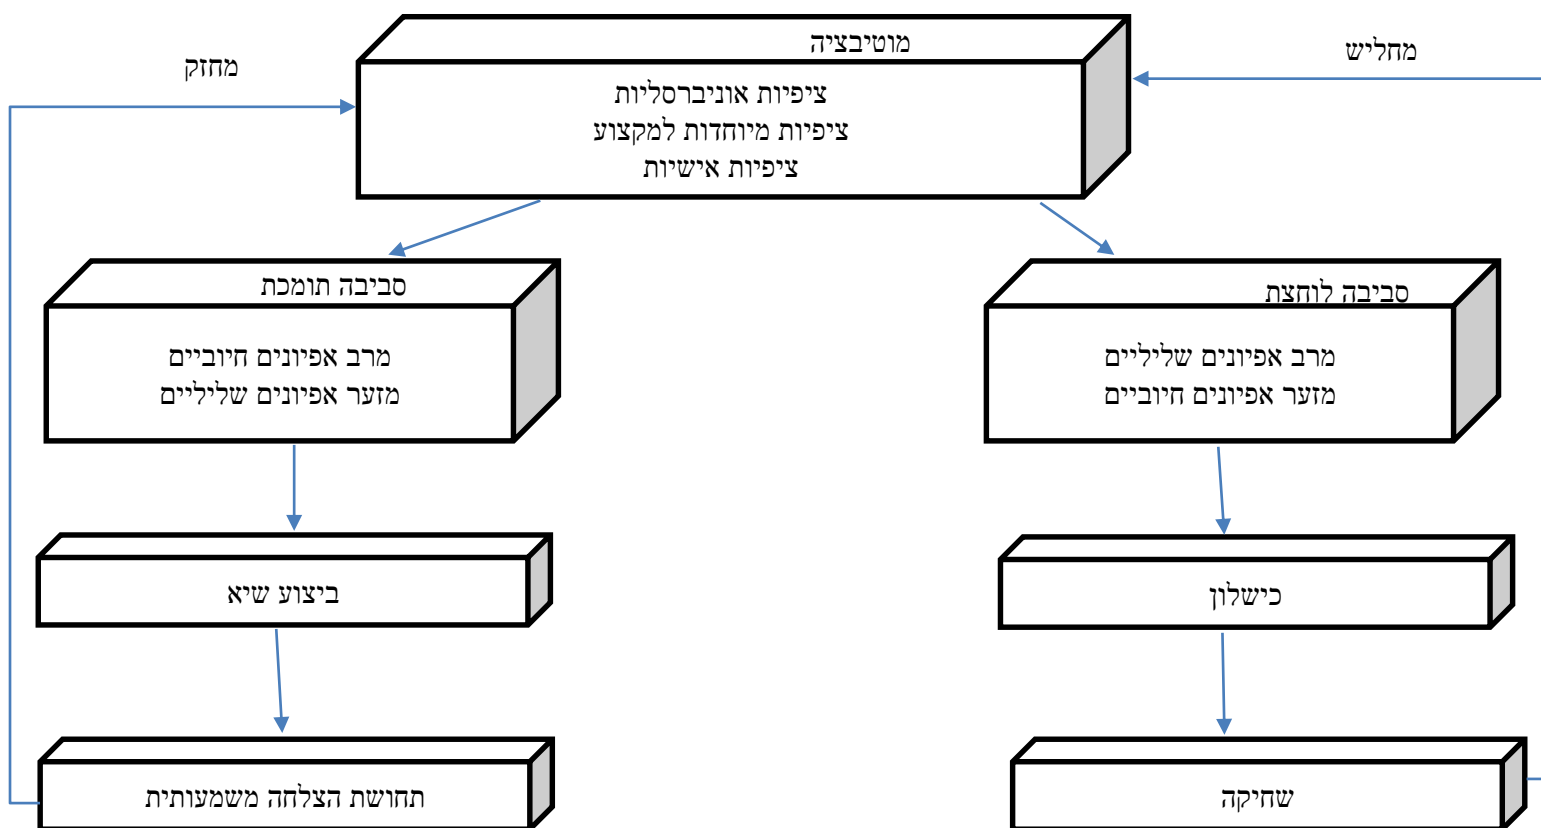 מוטיבציה
מחליש
מחזק
ציפיות אוניברסליות
ציפיות מיוחדות למקצוע
ציפיות אישיות
סביבה לוחצת
מרב אפיונים שליליים
מזער אפיונים חיוביים
סביבה תומכת
מרב אפיונים חיוביים
מזער אפיונים שליליים
כישלון
ביצוע שיא
שחיקה
תחושת הצלחה משמעותית